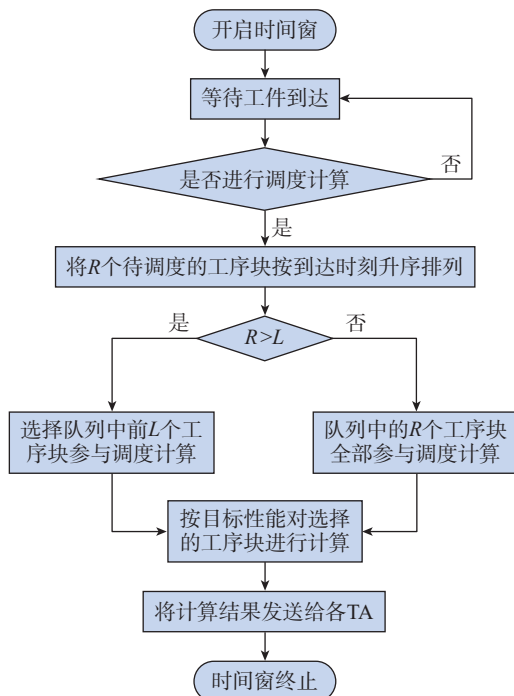 开启时间窗
等待工件到达
否
是否进行调度计算
是
将R个待调度的工序块按到达时刻升序排列
是
否
R>L
选择队列中前L个工
序块参与调度计算
队列中的R个工序块
全部参与调度计算
按目标性能对选择
的工序块进行计算
将计算结果发送给各TA
时间窗终止